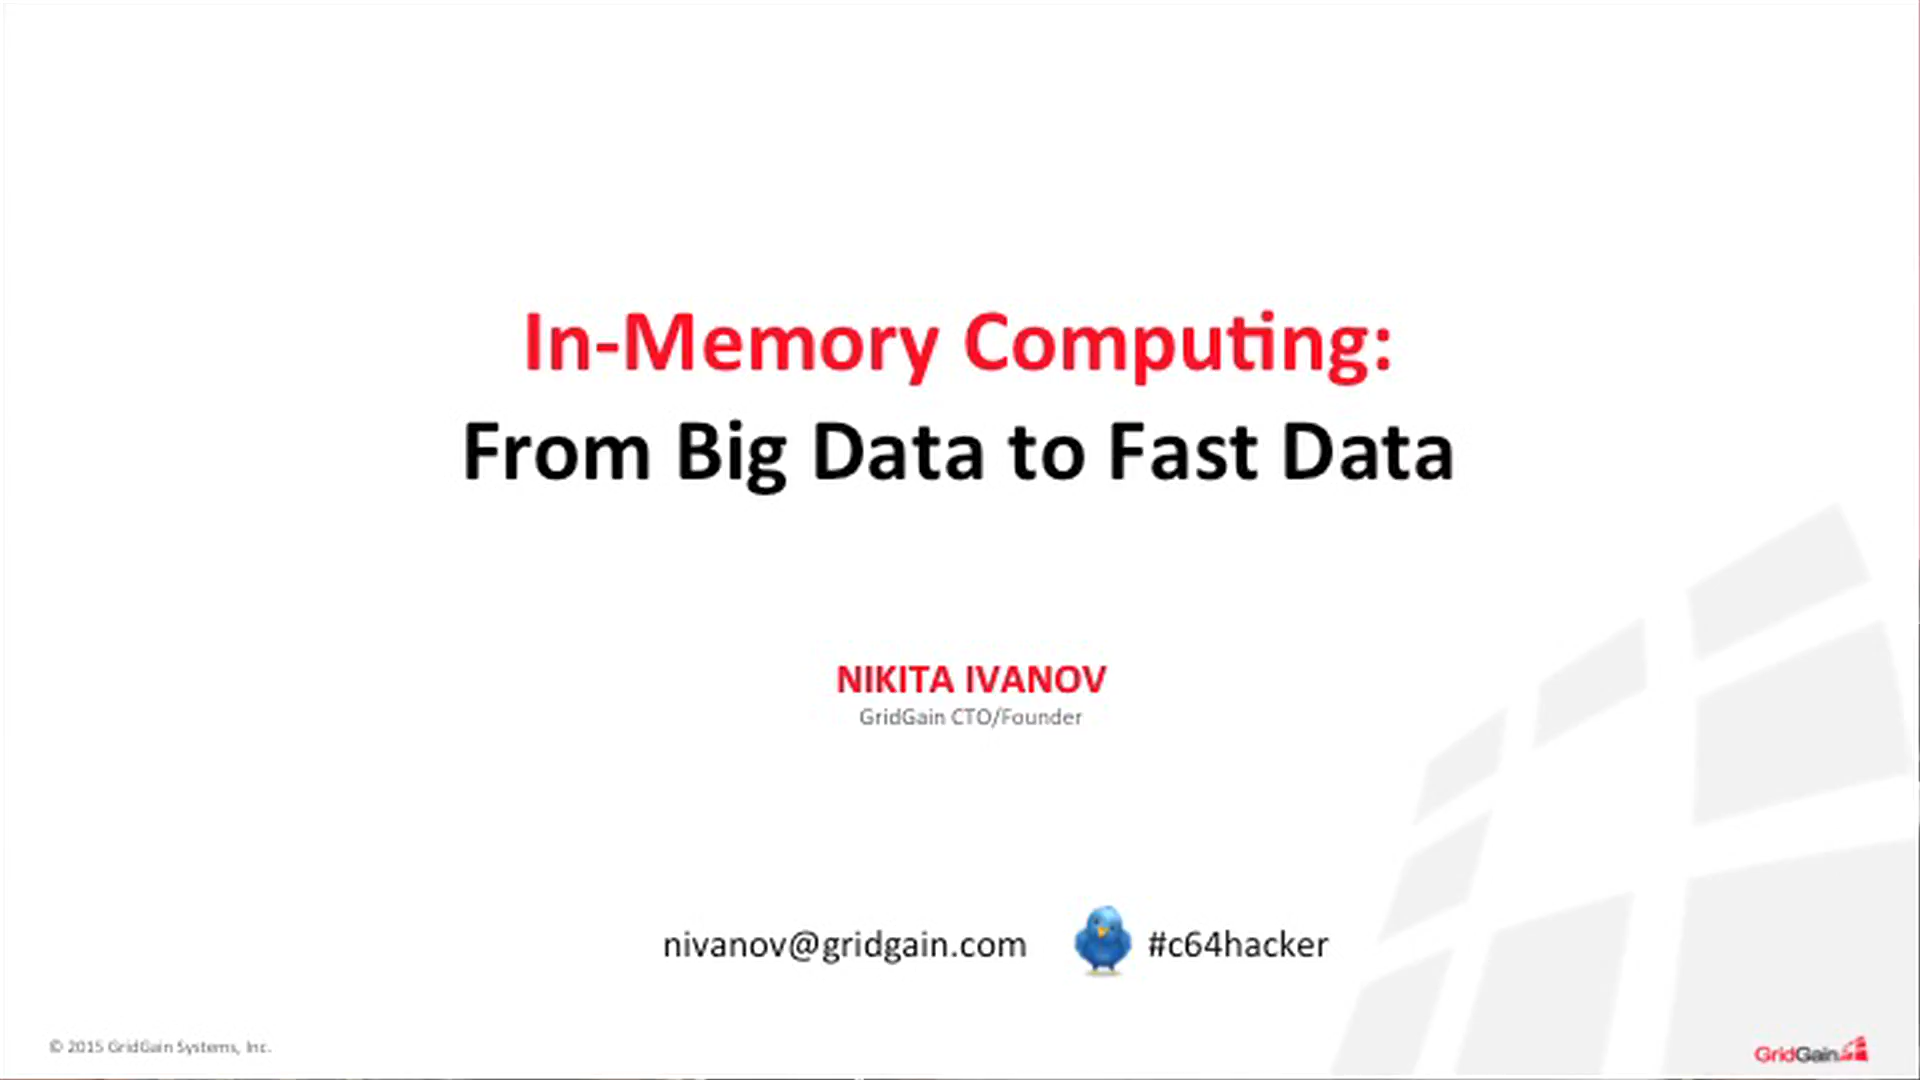 In-Memory Computing:
From Big Data to Fast Data
NIKITA IVANOV
GridGain CTO/Founder
nivanov@gridgain.com #c64hacker
© 2015 GridGain Systems, Inc.
GridGain